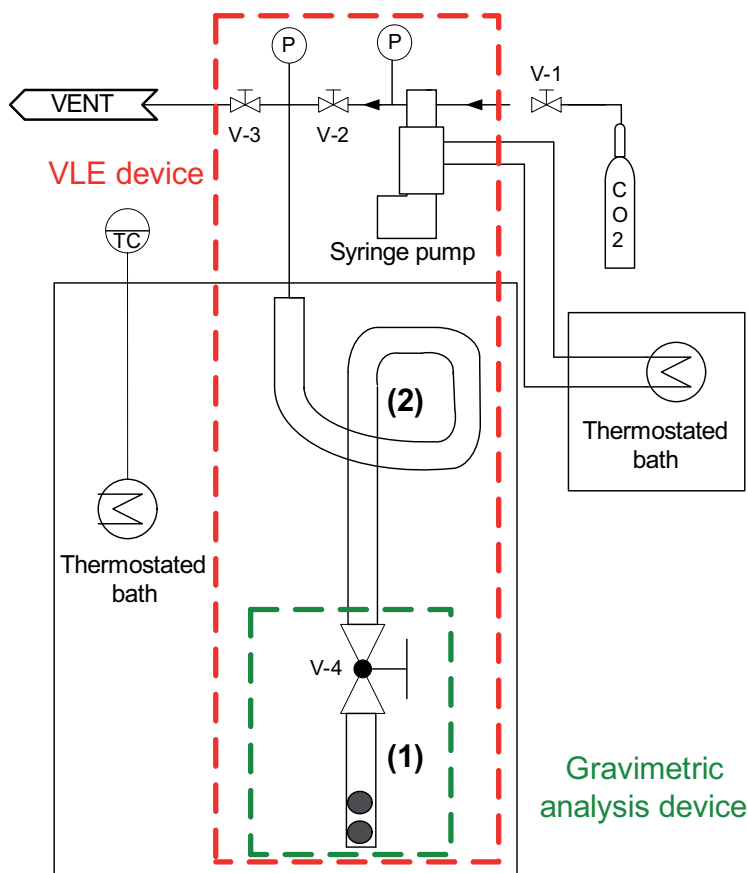 P
P
V-1
VENT
V-3
V-2
VLE device
C
O
2
TC
Syringe pump
(2)
Thermostated
bath
Thermostated
bath
V-4
(1)
Gravimetric
analysis device